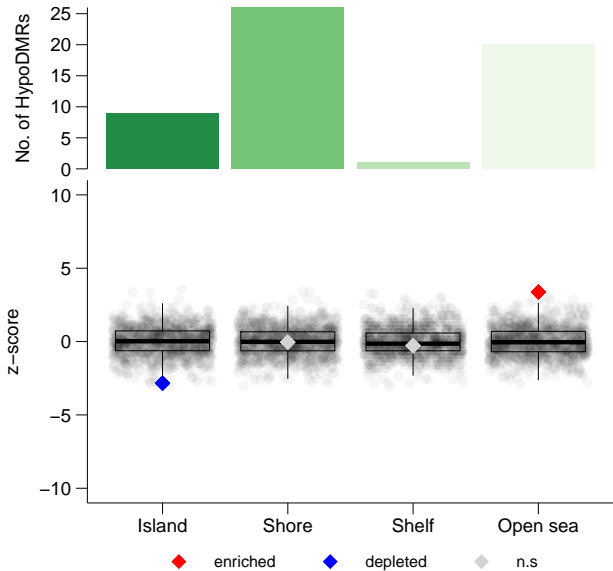 No. of HypoDMRs
25
20
15
10
5
0
z−score
10
5
0
−5
−10
Island Shore Shelf Open sea
enriched depleted n.s